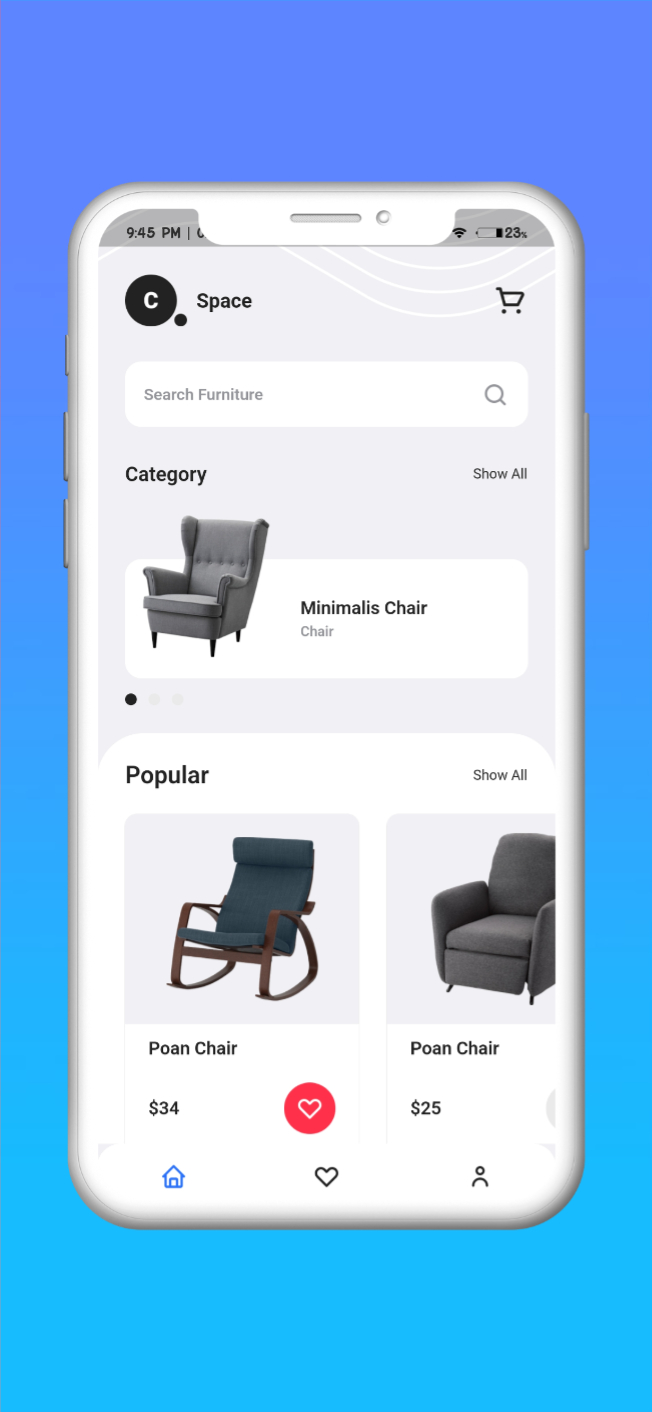 9:45 PM |
23%
C Space
Search Furniture
Category Show All
Minimalis Chair
Chair
Popular Show All
Poan Chair Poan Chair
$34 $25